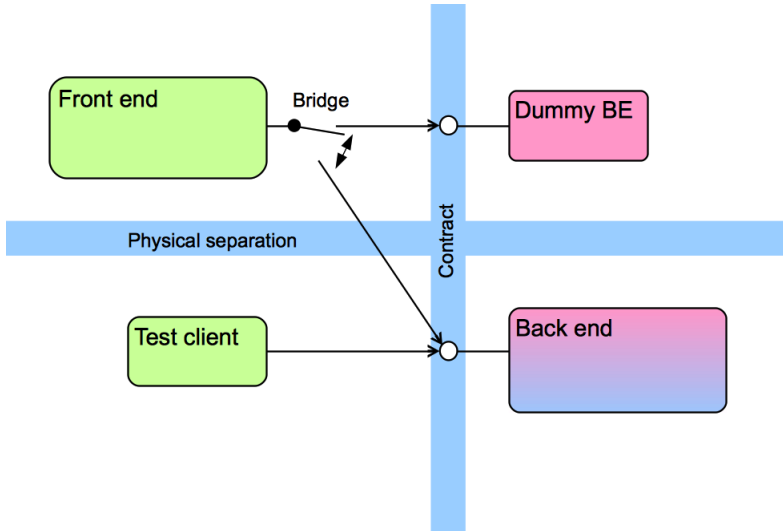 Front end
Bridge
Dummy BE
Physical separation
Contract
Test client
Back end